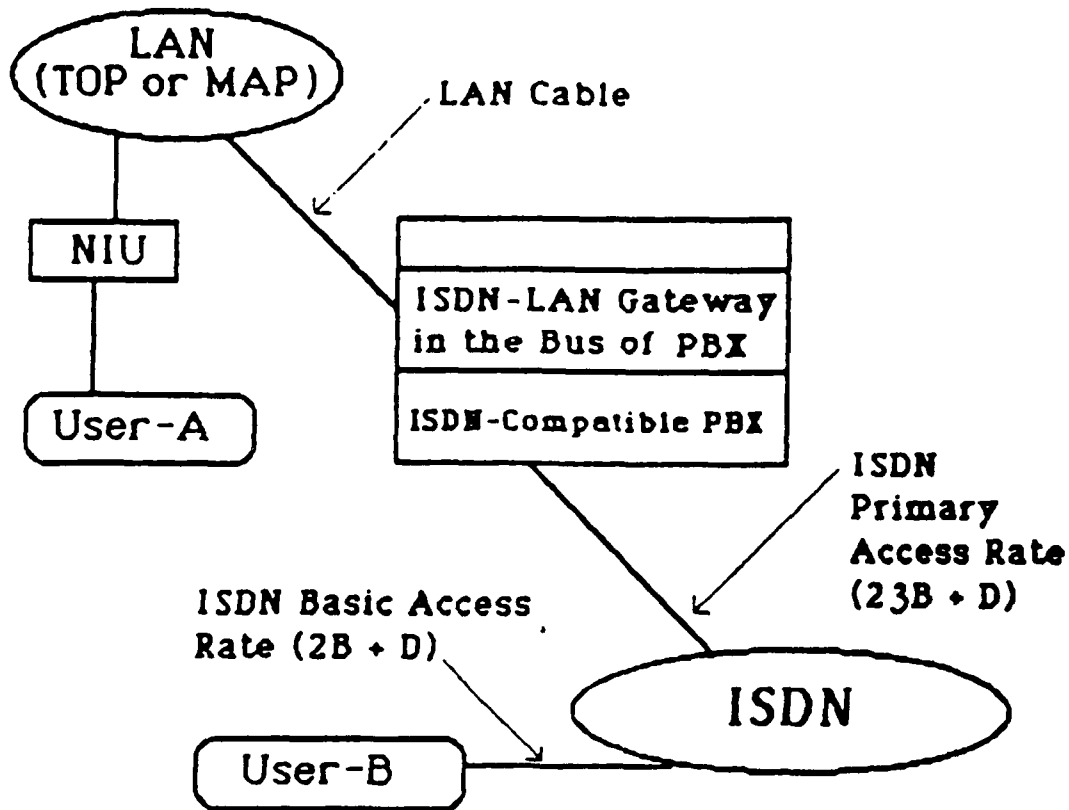 LAN
(TOP or MAP)
LAN Cable
NIU
ISDN-LAN Gateway
in the Bus of PBX
User-A
ISDN-Compatible PBX
ISDN
Primary
Access Rate
(23B + D)
ISDN Basic Access
Rate (2B + D)
ISDN
User-B